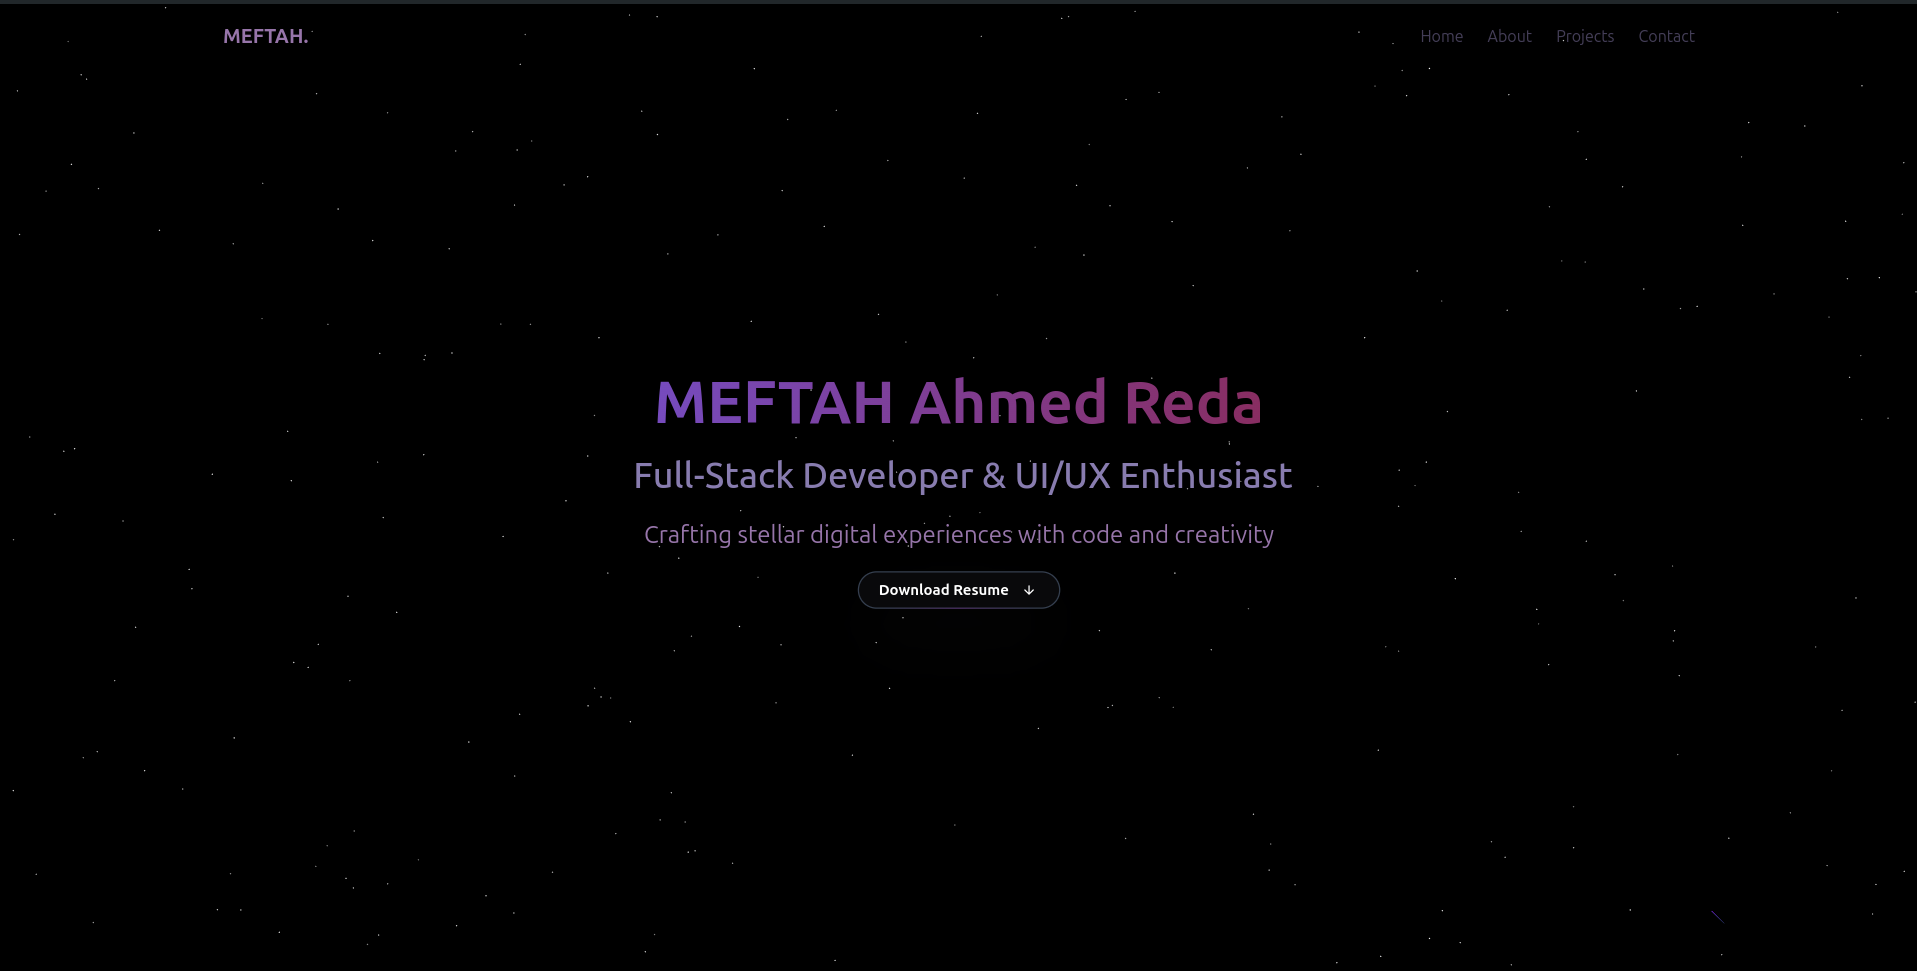 MEFTAH.
Home About Projects Contact
MEFTAH Ahmed Reda
Full-Stack Developer & UI/UX Enthusiast
Crafting stellar digital experiences with code and creativity
Download Resume